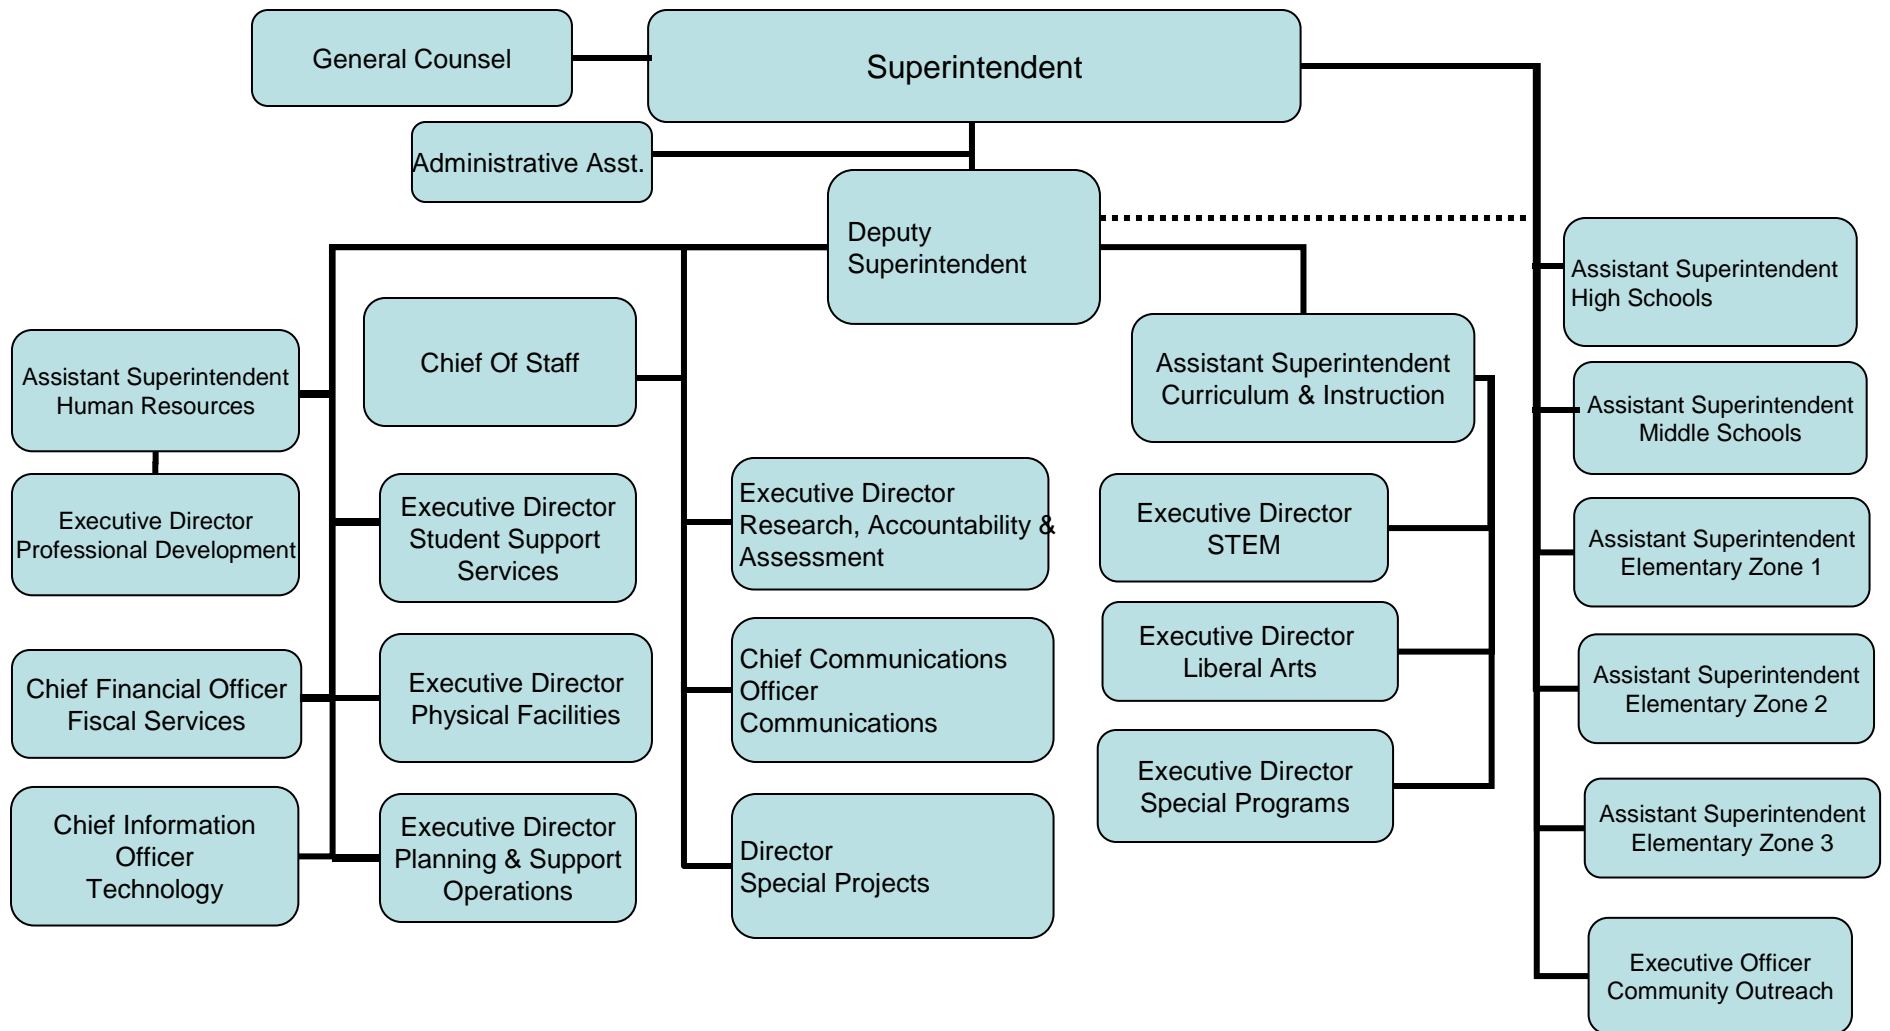 General Counsel
Superintendent
Administrative Asst.
Deputy
Superintendent
Assistant Superintendent
High Schools
Chief Of Staff
Assistant Superintendent
Human Resources
Assistant Superintendent
Curriculum & Instruction
Assistant Superintendent
Middle Schools
Executive Director
Professional Development
Executive Director
Student Support
Services
Executive Director
Research, Accountability &
Assessment
Executive Director
STEM
Assistant Superintendent
Elementary Zone 1
Chief Financial Officer
Fiscal Services
Executive Director
Physical Facilities
Chief Communications
Officer
Communications
Executive Director
Liberal Arts
Assistant Superintendent
Elementary Zone 2
Executive Director
Special Programs
Chief Information
Officer
Technology
Executive Director
Planning & Support
Operations
Director
Special Projects
Assistant Superintendent
Elementary Zone 3
Executive Officer
Community Outreach